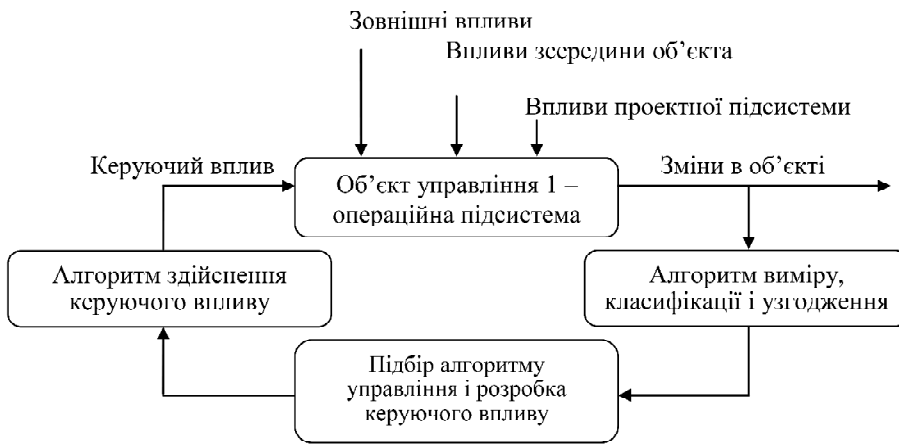 Зовнішні впливи
Впливи зсередини об’єкта
Впливи проектної підсистеми
Керуючий вплив
Зміни в об’єкті
Об’єкт управління 1 –
операційна підсистема
Алгоритм здійснення
керуючого впливу
Алгоритм виміру,
класифікації і узгодження
Підбір алгоритму
управління і розробка
керуючого впливу